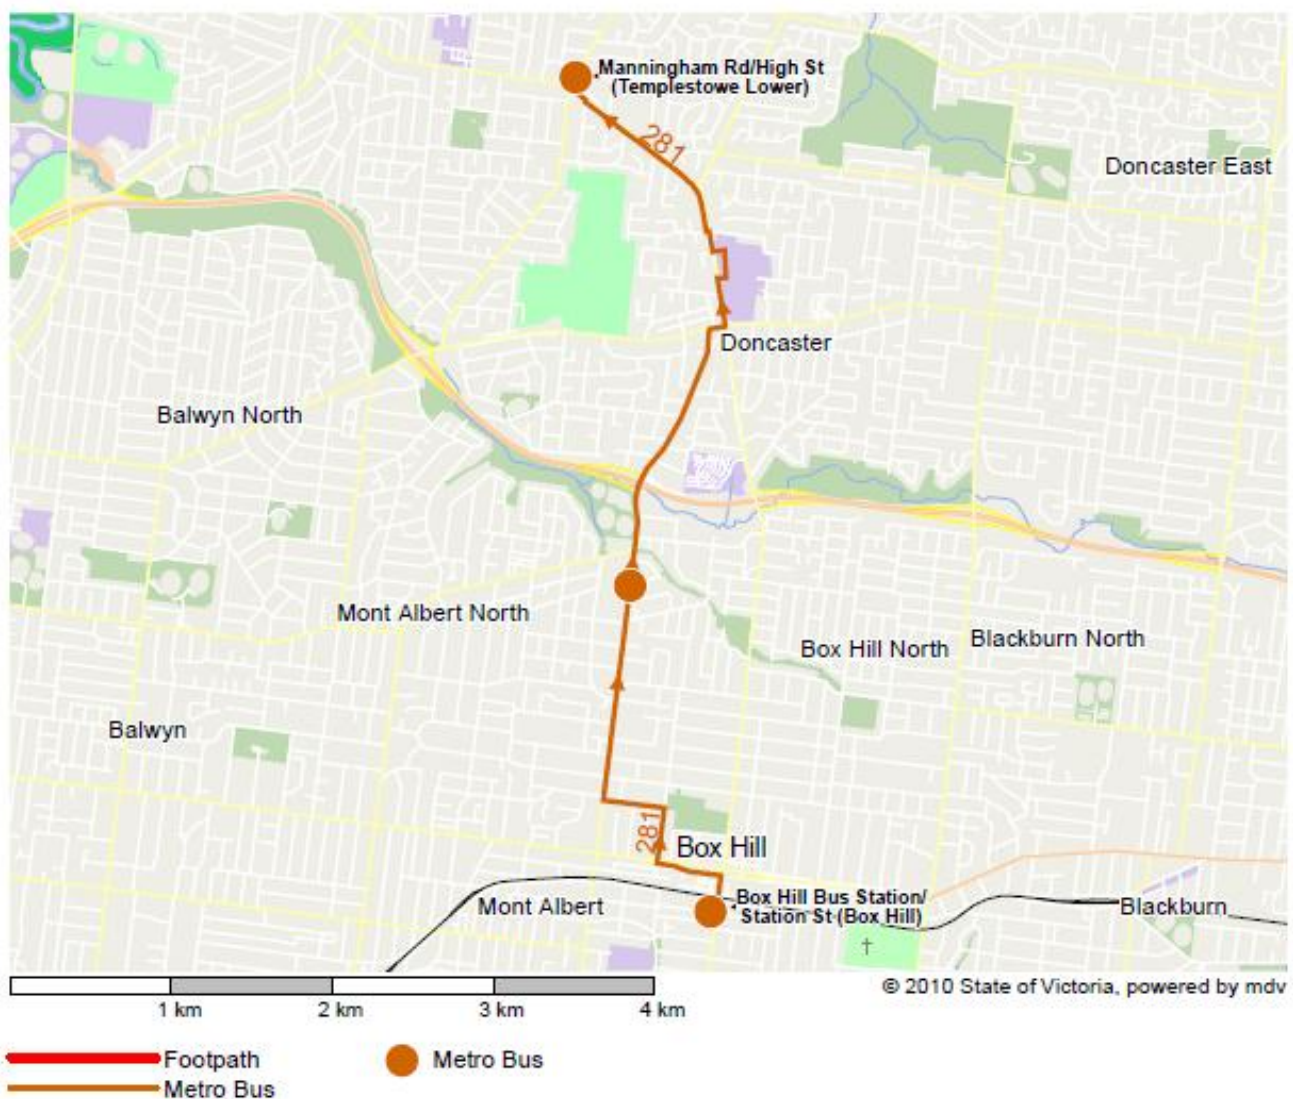 Manningham Rd/High St
(Templestowe Lower)
281
Doncaster East
Doncaster
Balwyn North
Mont Albert North
Box Hill North
Blackburn North
Balwyn
281
Box Hill
Mont Albert
Box Hill Bus Station/
Station St (Box Hill)
Blackburn
© 2010 State of Victoria, powered by mdv
1 km
2 km
3 km
4 km
Footpath
Metro Bus
Metro Bus